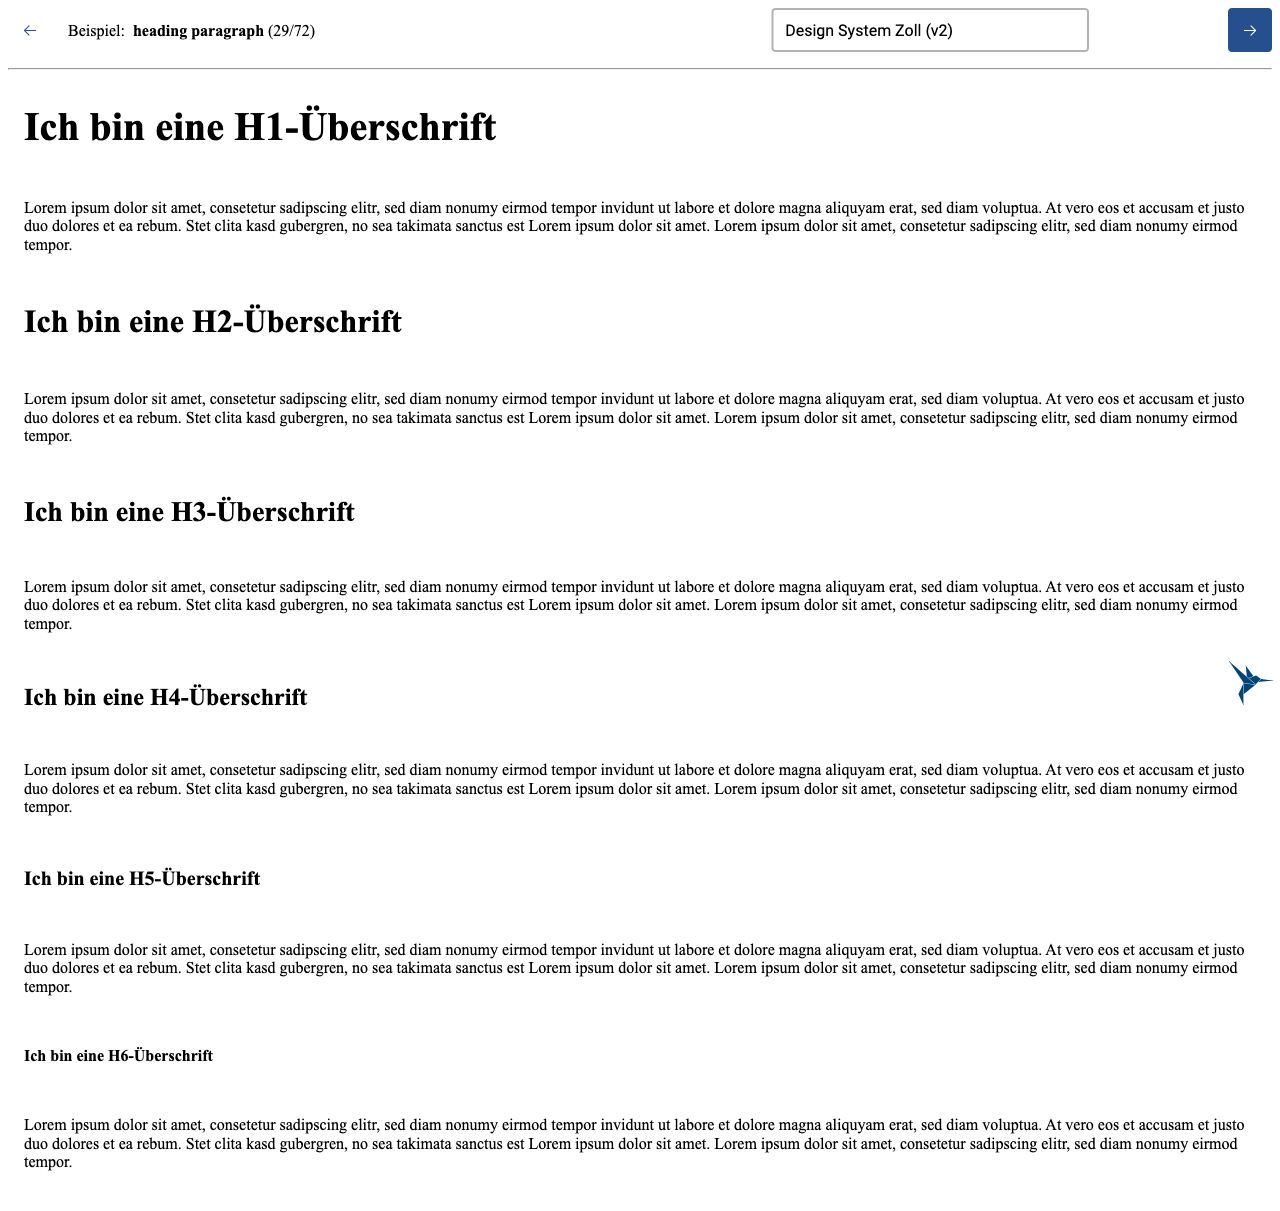 Beispiel: heading paragraph (29/72)
Design System Zoll (v2)
Ich bin eine H1-Überschrift
Lorem ipsum dolor sit amet, consetetur sadipscing elitr, sed diam nonumy eirmod tempor invidunt ut labore et dolore magna aliquyam erat, sed diam voluptua. At vero eos et accusam et justo
duo dolores et ea rebum. Stet clita kasd gubergren, no sea takimata sanctus est Lorem ipsum dolor sit amet. Lorem ipsum dolor sit amet, consetetur sadipscing elitr, sed diam nonumy eirmod
tempor.
Ich bin eine H2-Überschrift
Lorem ipsum dolor sit amet, consetetur sadipscing elitr, sed diam nonumy eirmod tempor invidunt ut labore et dolore magna aliquyam erat, sed diam voluptua. At vero eos et accusam et justo
duo dolores et ea rebum. Stet clita kasd gubergren, no sea takimata sanctus est Lorem ipsum dolor sit amet. Lorem ipsum dolor sit amet, consetetur sadipscing elitr, sed diam nonumy eirmod
tempor.
Ich bin eine H3-Überschrift
Lorem ipsum dolor sit amet, consetetur sadipscing elitr, sed diam nonumy eirmod tempor invidunt ut labore et dolore magna aliquyam erat, sed diam voluptua. At vero eos et accusam et justo
duo dolores et ea rebum. Stet clita kasd gubergren, no sea takimata sanctus est Lorem ipsum dolor sit amet. Lorem ipsum dolor sit amet, consetetur sadipscing elitr, sed diam nonumy eirmod
tempor.
Ich bin eine H4-Überschrift
Lorem ipsum dolor sit amet, consetetur sadipscing elitr, sed diam nonumy eirmod tempor invidunt ut labore et dolore magna aliquyam erat, sed diam voluptua. At vero eos et accusam et justo
duo dolores et ea rebum. Stet clita kasd gubergren, no sea takimata sanctus est Lorem ipsum dolor sit amet. Lorem ipsum dolor sit amet, consetetur sadipscing elitr, sed diam nonumy eirmod
tempor.
Ich bin eine H5-Überschrift
Lorem ipsum dolor sit amet, consetetur sadipscing elitr, sed diam nonumy eirmod tempor invidunt ut labore et dolore magna aliquyam erat, sed diam voluptua. At vero eos et accusam et justo
duo dolores et ea rebum. Stet clita kasd gubergren, no sea takimata sanctus est Lorem ipsum dolor sit amet. Lorem ipsum dolor sit amet, consetetur sadipscing elitr, sed diam nonumy eirmod
tempor.
Ich bin eine H6-Überschrift
Lorem ipsum dolor sit amet, consetetur sadipscing elitr, sed diam nonumy eirmod tempor invidunt ut labore et dolore magna aliquyam erat, sed diam voluptua. At vero eos et accusam et justo
duo dolores et ea rebum. Stet clita kasd gubergren, no sea takimata sanctus est Lorem ipsum dolor sit amet. Lorem ipsum dolor sit amet, consetetur sadipscing elitr, sed diam nonumy eirmod
tempor.